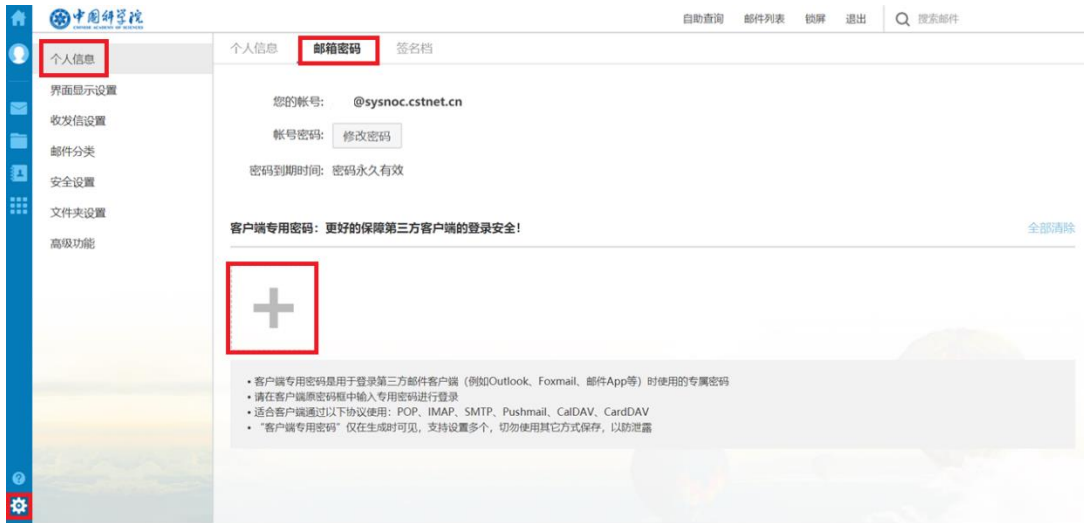 中国科学院
CHINESE ACADEMY OF SCIENCES
自助查询 邮件列表 锁屏 退出 搜索邮件
个人信息
界面显示设置
收发信设置
邮件分类
安全设置
文件夹设置
高级功能
个人信息 邮箱密码 签名档
您的帐号: @sysnoc.cstnet.cn
帐号密码: 修改密码
密码到期时间: 密码永久有效
客户端专用密码：更好的保障第三方客户端的登录安全！ 全部清除
• 客户端专用密码是用于登录第三方邮件客户端（例如Outlook、Foxmail、邮件App等）时使用的专属密码
• 请在客户端原密码框中输入专用密码进行登录
• 适合客户端通过以下协议使用：POP、IMAP、SMTP、Pushmail、CalDAV、CardDAV
• “客户端专用密码”仅在生成时可见，支持设置多个，切勿使用其它方式保存，以防泄露